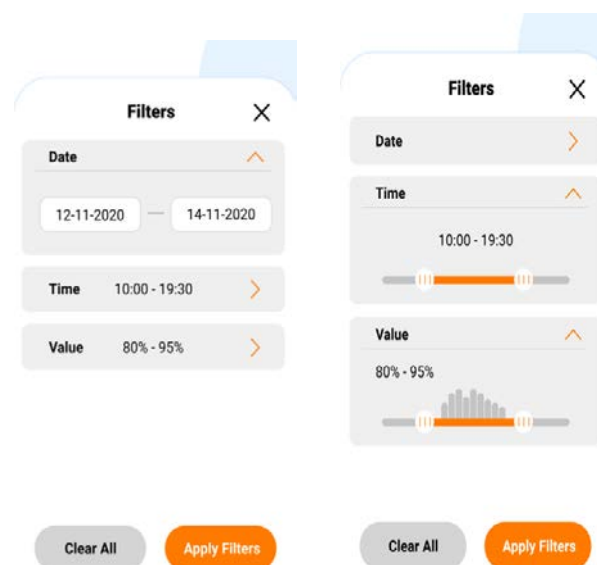 Filters
Date
12-11-2020 — 14-11-2020
Time 10:00 - 19:30
Value 80% - 95%
Clear All Apply Filters
Filters
Date
Time
10:00 - 19:30
Value
80% - 95%
Clear All Apply Filters